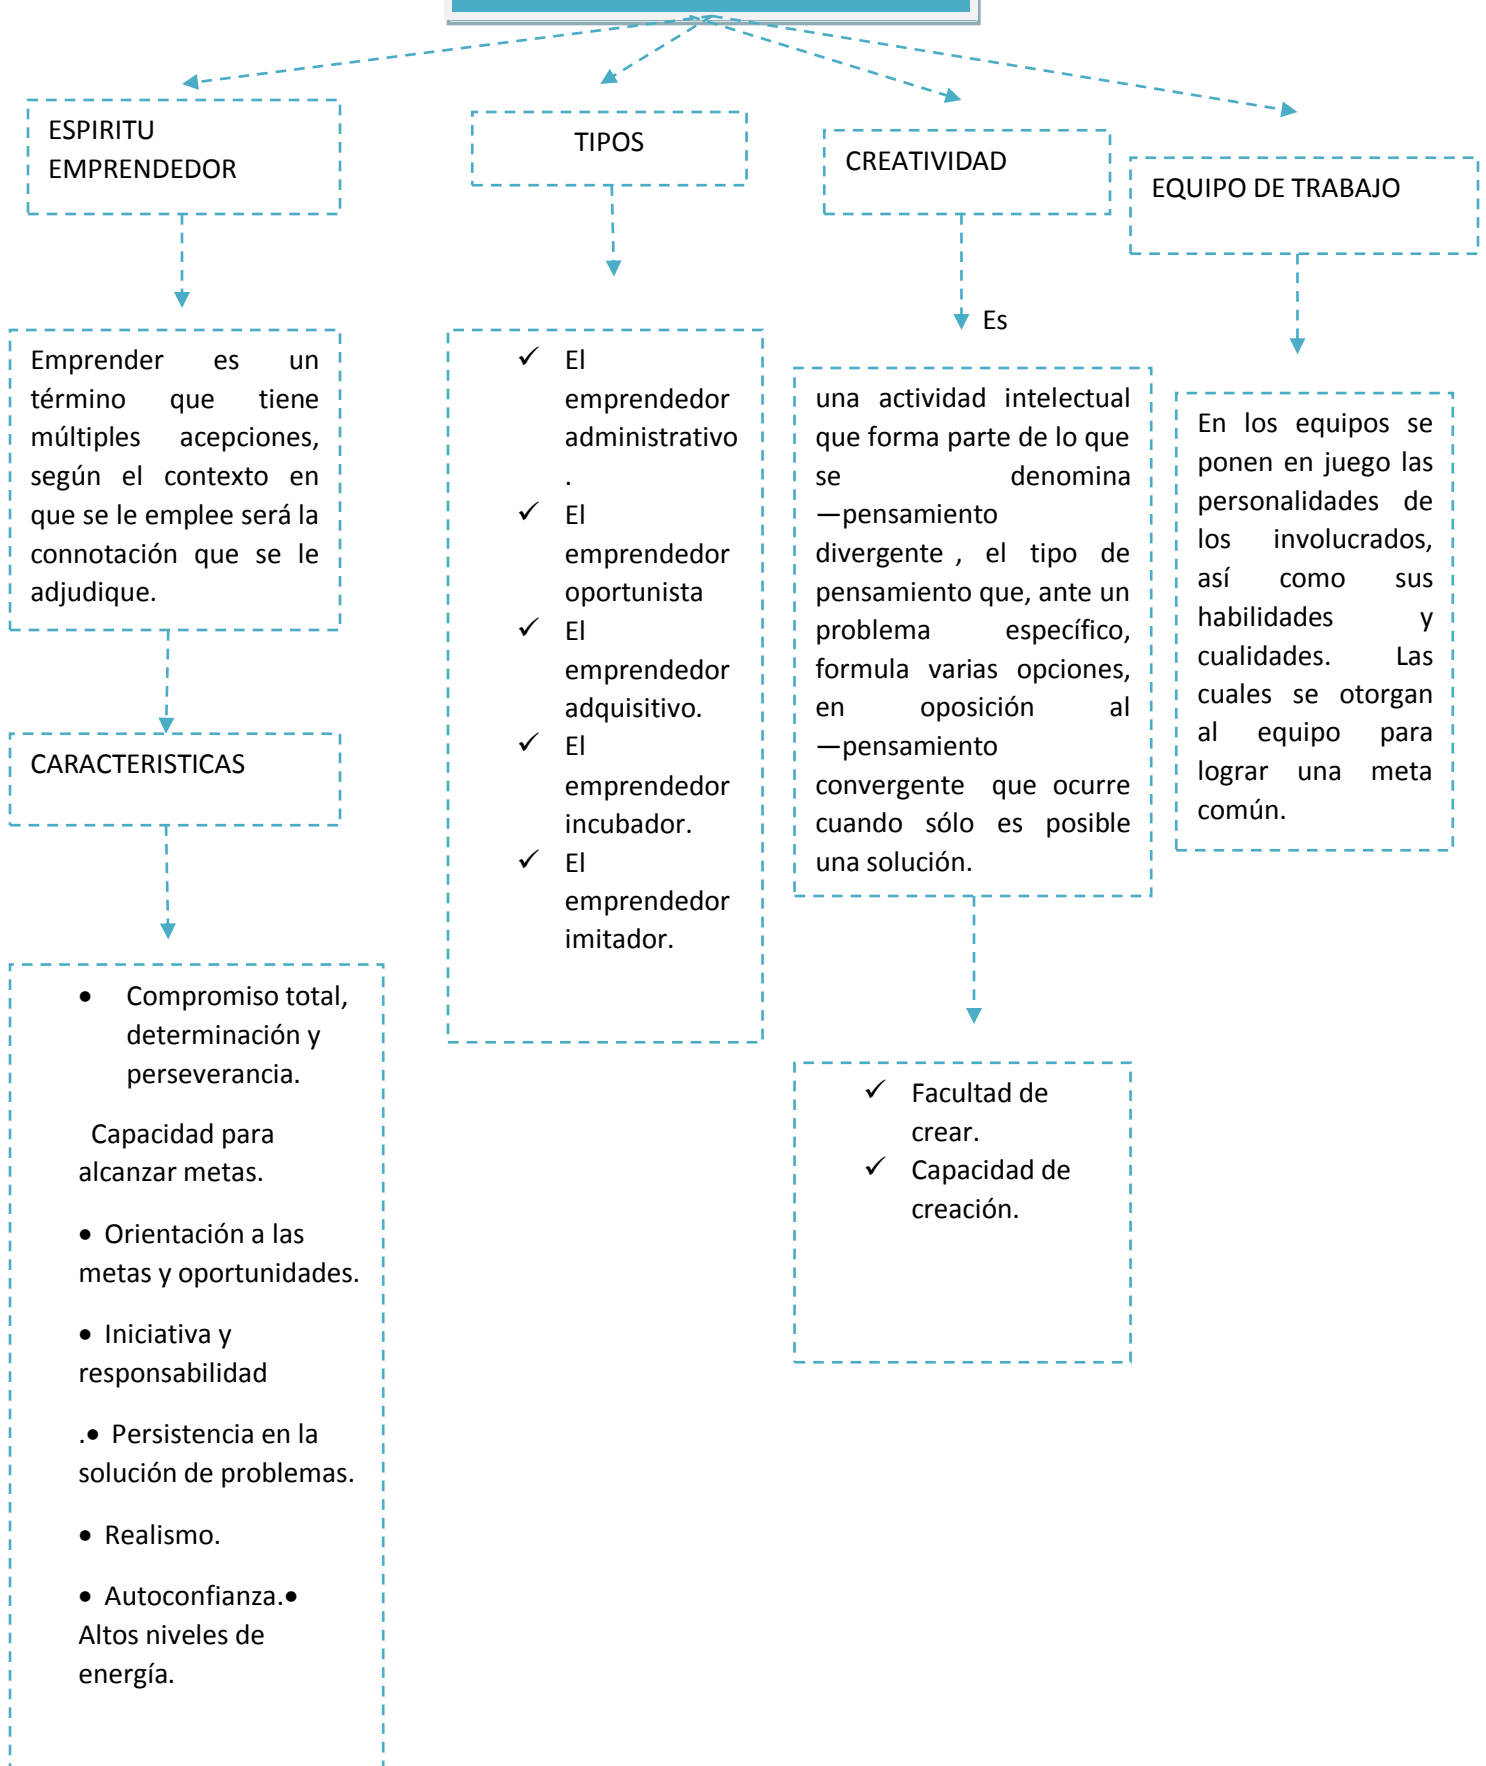 ESPIRITU
EMPRENDEDOR
TIPOS
CREATIVIDAD
EQUIPO DE TRABAJO
Emprender es un
término que tiene
múltiples acepciones,
según el contexto en
que se le emplee será la
connotación que se le
adjudique.
CARACTERISTICAS
• Compromiso total,
determinación y
perseverancia.
Capacidad para
alcanzar metas.
• Orientación a las
metas y oportunidades.
• Iniciativa y
responsabilidad
.• Persistencia en la
solución de problemas.
• Realismo.
• Autoconfianza.•
Altos niveles de
energía.
✓ El
emprendedor
administrativo
.
✓ El
emprendedor
oportunista
✓ El
emprendedor
adquisitivo.
✓ El
emprendedor
incubador.
✓ El
emprendedor
imitador.
Es
una actividad intelectual
que forma parte de lo que
se denomina
―pensamiento
divergente , el tipo de
pensamiento que, ante un
problema específico,
formula varias opciones,
en oposición al
―pensamiento
convergente que ocurre
cuando sólo es posible
una solución.
✓ Facultad de
crear.
✓ Capacidad de
creación.
En los equipos se
ponen en juego las
personalidades de
los involucrados,
así como sus
habilidades y
cualidades. Las
cuales se otorgan
al equipo para
lograr una meta
común.